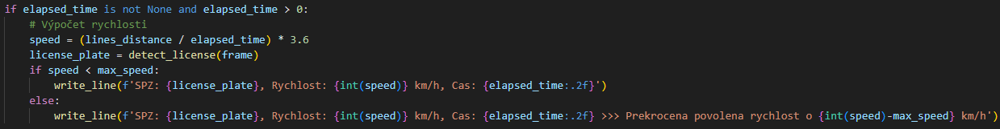 if elapsed_time is not None and elapsed_time > 0:
    # Výpočet rychlosti
    speed = (lines_distance / elapsed_time) * 3.6
    license_plate = detect_license(frame)
    if speed < max_speed:
        write_line(f'SPZ: {license_plate}, Rychlost: {int(speed)} km/h, Cas: {elapsed_time:.2f}')
    else:
        write_line(f'SPZ: {license_plate}, Rychlost: {int(speed)} km/h, Cas: {elapsed_time:.2f} >>> Prekrocena povolena rychlost o {int(speed)-max_speed} km/h')